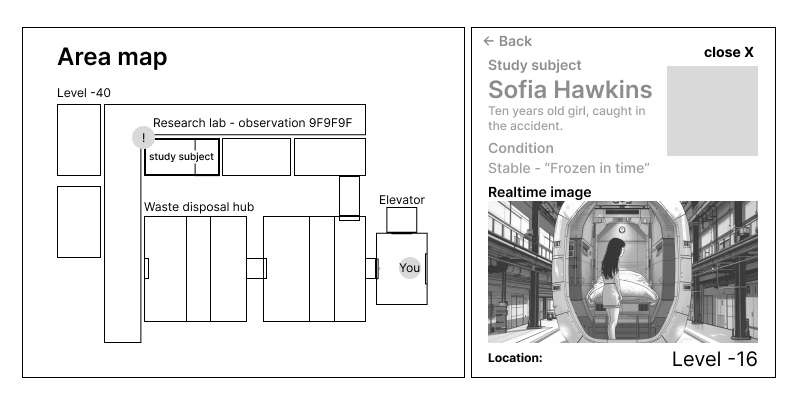 Area map
Level -40
Research lab - observation 9F9F9F
!
study subject
Waste disposal hub
Elevator
You
← Back
close X
Study subject
Sofia Hawkins
Ten years old girl, caught in
the accident.
Condition
Stable - “Frozen in time”
Realtime image
Location:
Level -16